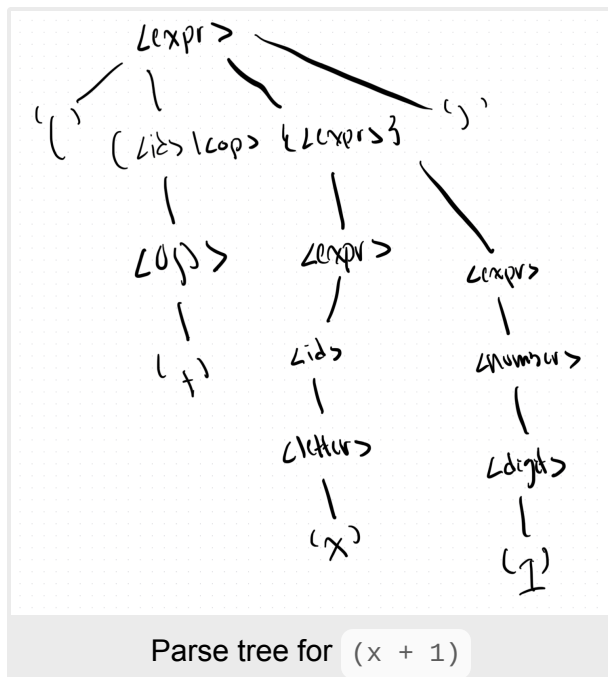 <expr>
'(' (<id>|<op>) {<expr>} ')'
<op> <expr> <expr>
'+' <id> <number>
<letter> <digit>
'x' '1'
Parse tree for (x + 1)